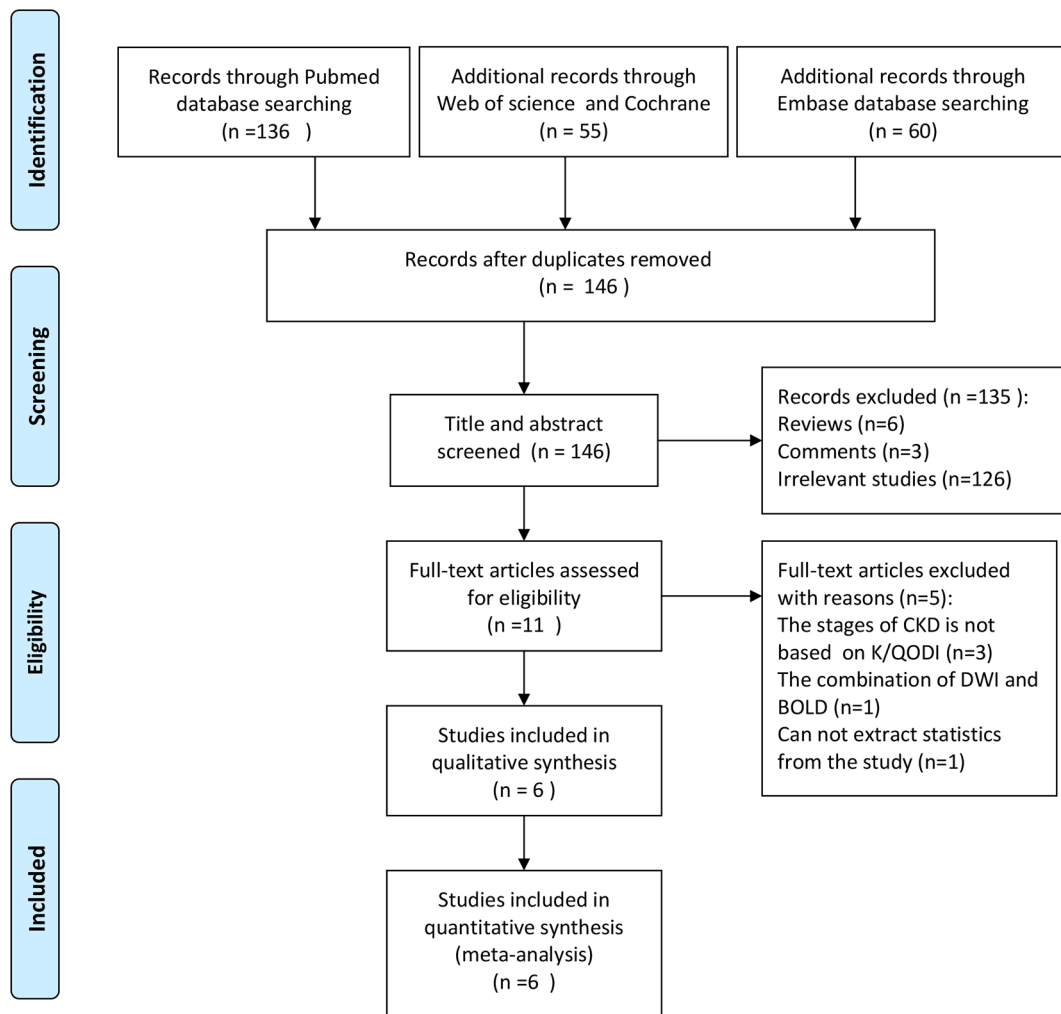 Identification
Records through Pubmed
database searching
(n =136   )
Additional records through
Web of science  and Cochrane
(n = 55)
Additional records through
Embase database searching
(n = 60)
Records after duplicates removed
(n =  146 )
Screening
Title and abstract
screened  (n = 146)
Records excluded (n =135 ):
Reviews (n=6)
Comments (n=3)
Irrelevant studies (n=126)
Eligibility
Full-text articles assessed
for eligibility
(n =11   )
Full-text articles excluded
with reasons (n=5):
The stages of CKD is not
based  on K/QODI (n=3)
The combination of DWI and
BOLD (n=1)
Can not extract statistics
from the study (n=1)
Studies included in
qualitative synthesis
(n = 6 )
Included
Studies included in
quantitative synthesis
(meta-analysis)
(n =6   )